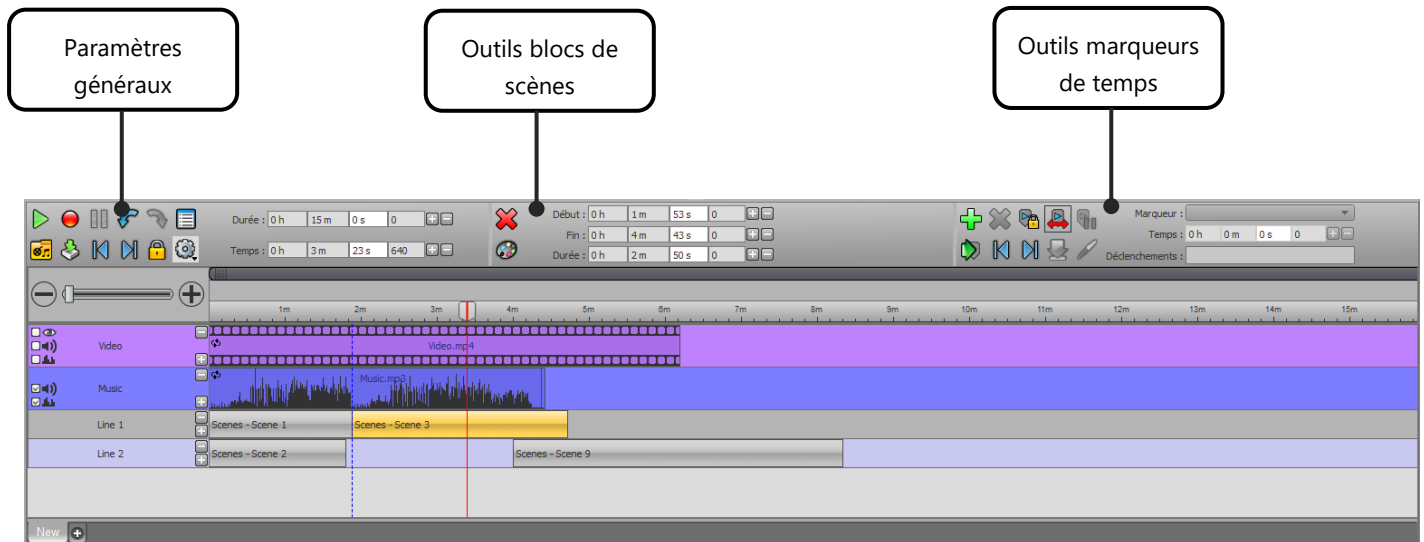 Paramètres
généraux
Outils blocs de
scènes
Outils marqueurs
de temps
Durée : 0 h 15 m 0 s 0
Temps : 0 h 3 m 23 s 640
Début : 0 h 1 m 53 s 0
Fin : 0 h 4 m 43 s 0
Durée : 0 h 2 m 50 s 0
Marqueur :
Temps : 0 h 0 m 0 s 0
Déclenchements :
1m 2m 3m 4m 5m 6m 7m 8m 9m 10m 11m 12m 13m 14m 15m
Video Video.mp4
Music Music.mp3
Line 1 Scenes - Scene 1 Scenes - Scene 3
Line 2 Scenes - Scene 2 Scenes - Scene 9
New